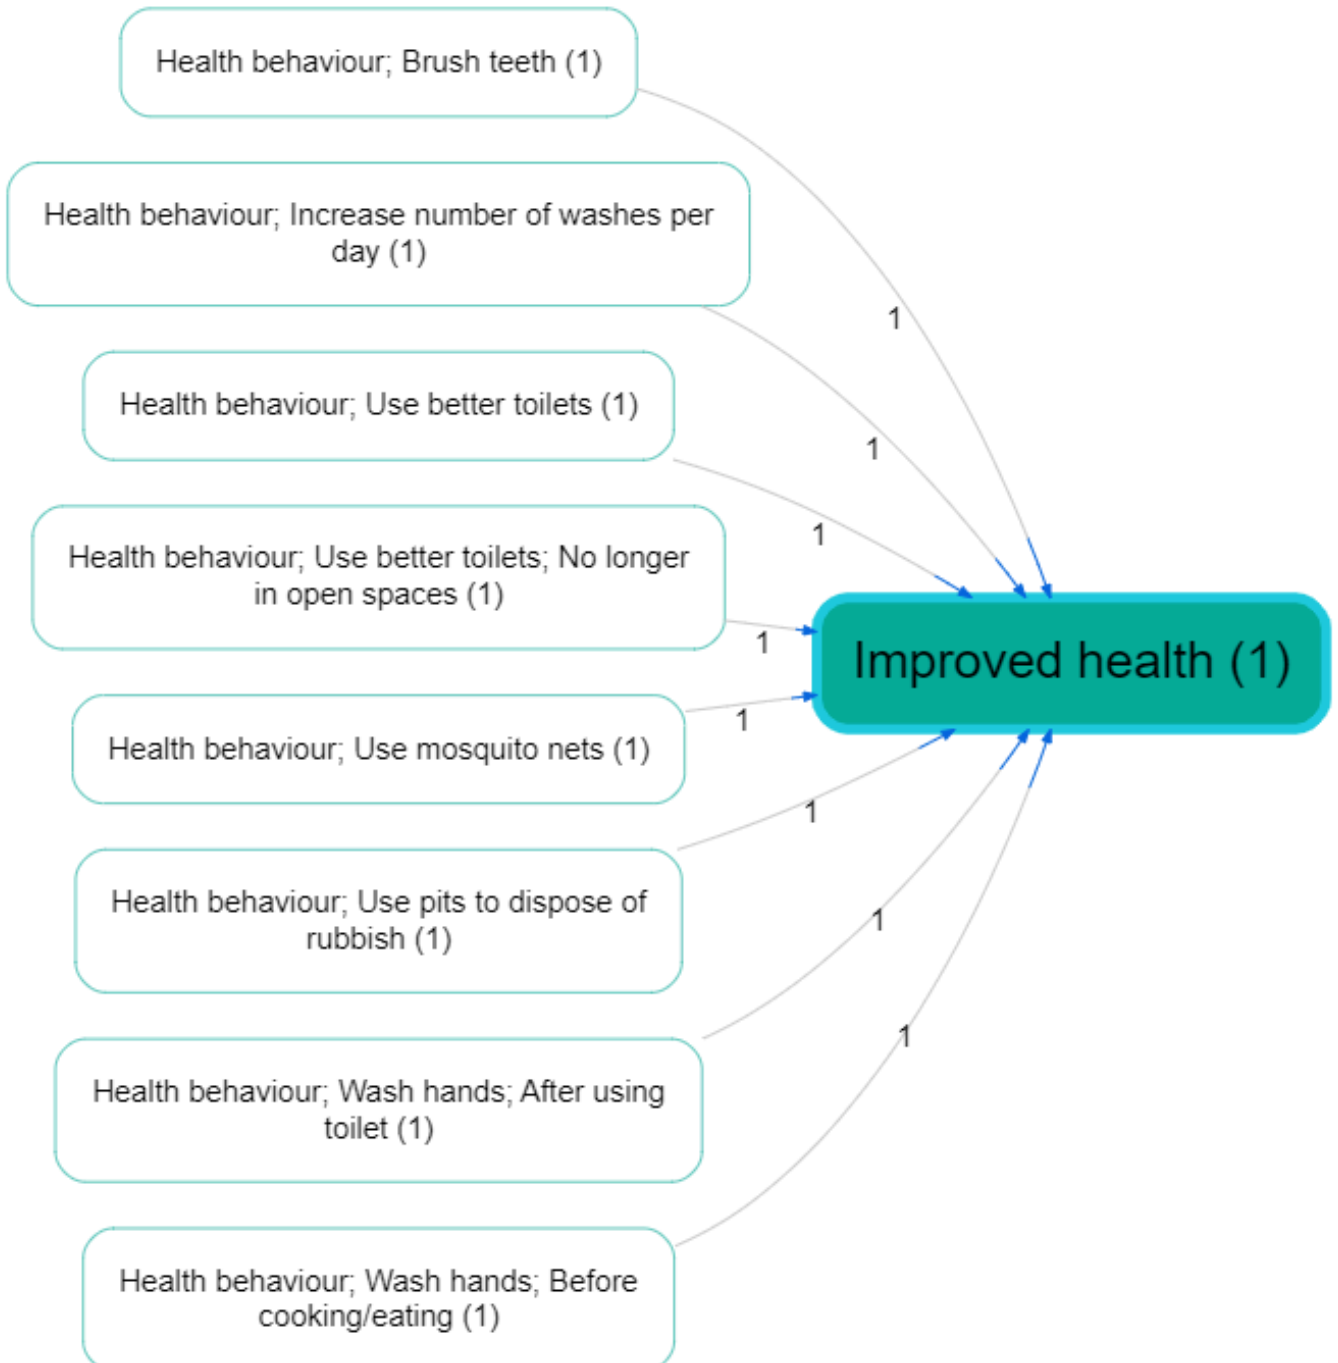 Health behaviour; Brush teeth (1)
Health behaviour; Increase number of washes per
day (1)
1
1
Health behaviour; Use better toilets (1)
1
Health behaviour; Use better toilets; No longer
in open spaces (1)
1
Improved health (1)
Health behaviour; Use mosquito nets (1)
1
1
Health behaviour; Use pits to dispose of
rubbish (1)
1
Health behaviour; Wash hands; After using
toilet (1)
1
Health behaviour; Wash hands; Before
cooking/eating (1)